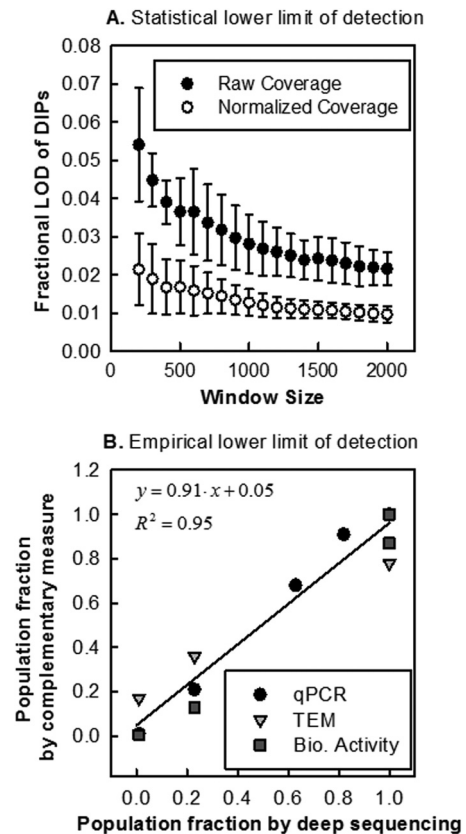 A. Statistical lower limit of detection
0.08
0.07
0.06
0.05
0.04
0.03
0.02
0.01
0.00
Fractional LOD of DIPs
Raw Coverage
Normalized Coverage
0 500 1000 1500 2000
Window Size
B. Empirical lower limit of detection
1.2
1.0
0.8
0.6
0.4
0.2
0.0
Population fraction
by complementary measure
y = 0.91· x + 0.05
R² = 0.95
qPCR
TEM
Bio. Activity
0.0 0.2 0.4 0.6 0.8 1.0
Population fraction by deep sequencing